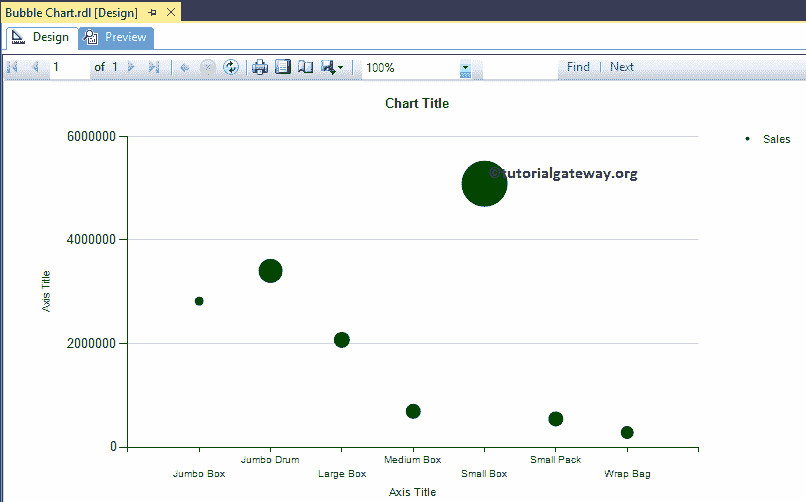 Bubble Chart.rdl [Design]
Design Preview
1 of 1 100% Find | Next
Chart Title
6000000
Sales
©tutorialgateway.org
4000000
Axis Title
2000000
0
Jumbo Drum Medium Box Small Pack
Jumbo Box Large Box Small Box Wrap Bag
Axis Title